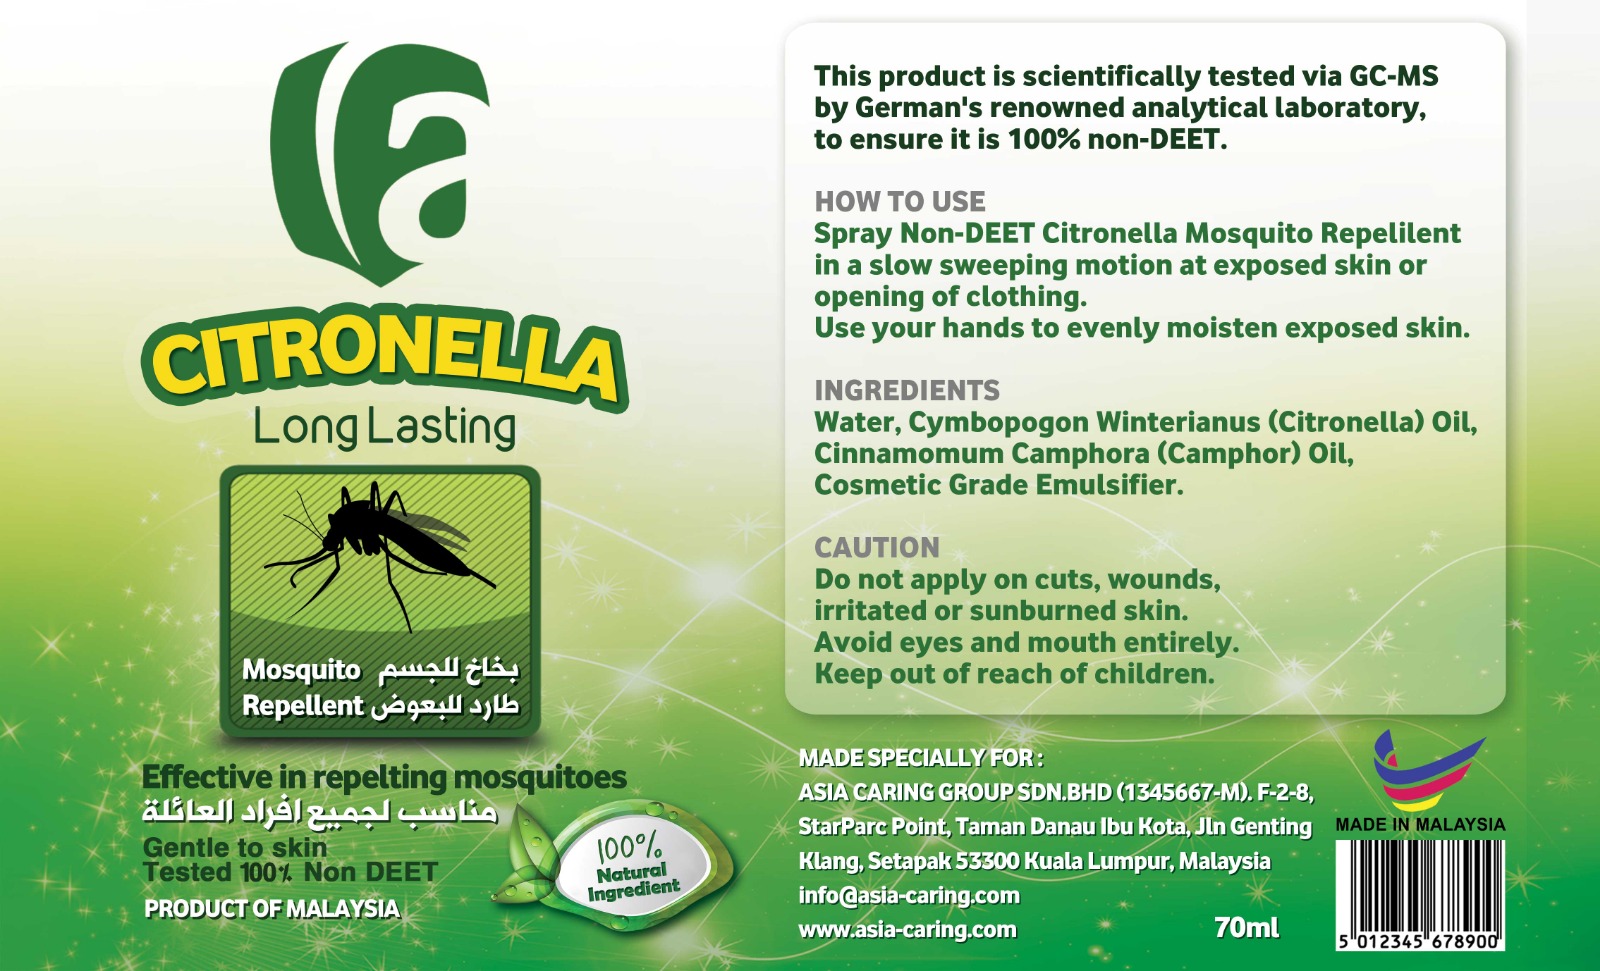 a
CITRONELLA
Long Lasting
Mosquito بخاخ للجسم
Repellent طارد للبعوض
Effective in repelting mosquitoes
مناسب لجميع افراد العائلة
Gentle to skin
Tested 100% Non DEET
PRODUCT OF MALAYSIA
100%
Natural
Ingredient
This product is scientifically tested via GC-MS
by German's renowned analytical laboratory,
to ensure it is 100% non-DEET.
HOW TO USE
Spray Non-DEET Citronella Mosquito Repelilent
in a slow sweeping motion at exposed skin or
opening of clothing.
Use your hands to evenly moisten exposed skin.
INGREDIENTS
Water, Cymbopogon Winterianus (Citronella) Oil,
Cinnamomum Camphora (Camphor) Oil,
Cosmetic Grade Emulsifier.
CAUTION
Do not apply on cuts, wounds,
irritated or sunburned skin.
Avoid eyes and mouth entirely.
Keep out of reach of children.
MADE SPECIALLY FOR :
ASIA CARING GROUP SDN.BHD (1345667-M). F-2-8,
StarParc Point, Taman Danau Ibu Kota, Jln Genting
Klang, Setapak 53300 Kuala Lumpur, Malaysia
info@asia-caring.com
www.asia-caring.com
70ml
MADE IN MALAYSIA
5 012345 678900